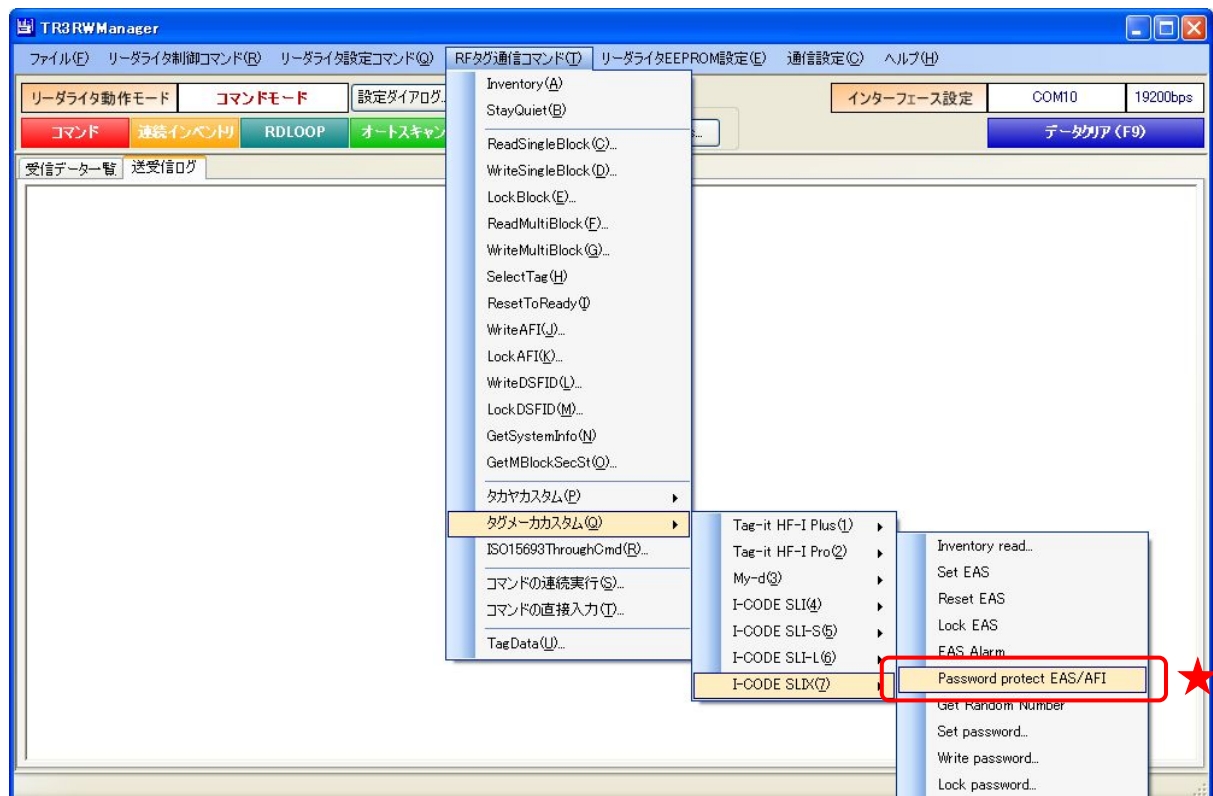 TR3RWManager
ファイル(F) リーダライタ制御コマンド(R) リーダライタ設定コマンド(Q) RFタグ通信コマンド(T) リーダライタEEPROM設定(E) 通信設定(C) ヘルプ(H)
リーダライタ動作モード コマンドモード 設定ダイアログ... インターフェース設定 COM10 19200bps
コマンド 連続インベントリ RDLOOP オートスキャン データクリア(F9)
受信データ一覧 送受信ログ
Inventory(A)
StayQuiet(B)
ReadSingleBlock(C)...
WriteSingleBlock(D)...
LockBlock(E)...
ReadMultiBlock(F)...
WriteMultiBlock(G)...
SelectTag(H)
ResetToReady(I)
WriteAFI(J)...
LockAFI(K)...
WriteDSFID(L)...
LockDSFID(M)...
GetSystemInfo(N)
GetMBlockSecSt(O)...
タカヤカスタム(P)
タグメーカカスタム(Q)
ISO15693ThroughCmd(R)...
コマンドの連続実行(S)...
コマンドの直接入力(T)...
TagData(U)...
Tag-it HF-I Plus(1)
Tag-it HF-I Pro(2)
My-d(3)
I-CODE SLI(4)
I-CODE SLI-S(5)
I-CODE SLI-L(6)
I-CODE SLIX(7)
Inventory read...
Set EAS
Reset EAS
Lock EAS
EAS Alarm
Password protect EAS/AFI
Get Random Number
Set password...
Write password...
Lock password...